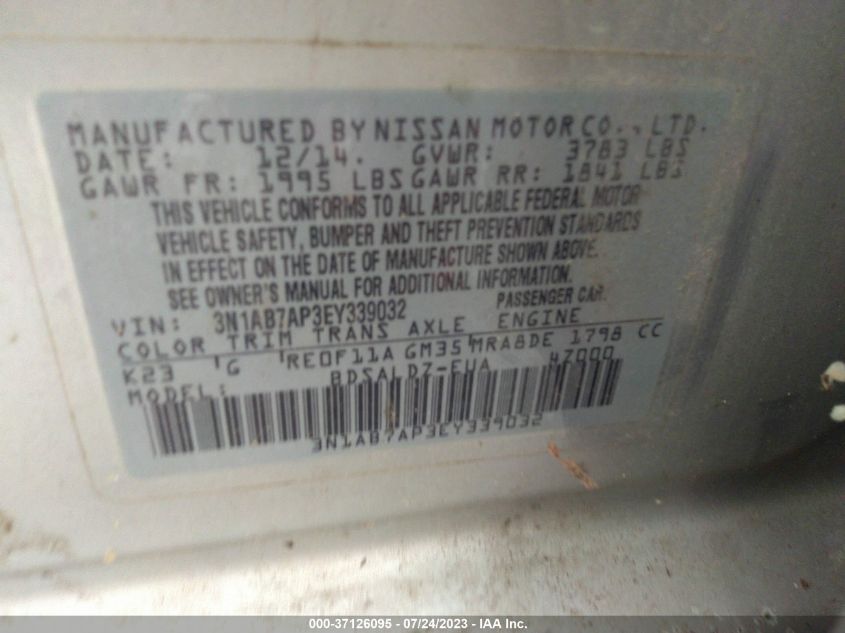 MANUFACTURED BY NISSAN MOTOR CO., LTD.
DATE: 12/14. GVWR: 3783 LBS
GAWR FR: 1995 LBS GAWR RR: 1841 LBS
THIS VEHICLE CONFORMS TO ALL APPLICABLE FEDERAL MOTOR
VEHICLE SAFETY, BUMPER AND THEFT PREVENTION STANDARDS
IN EFFECT ON THE DATE OF MANUFACTURE SHOWN ABOVE.
SEE OWNER'S MANUAL FOR ADDITIONAL INFORMATION.
VIN: 3N1AB7AP3EY339032 PASSENGER CAR
COLOR TRIM TRANS AXLE ENGINE
K23 G RE0F11A GM35 MRA8DE 1798 CC
MODEL: BDSALDZ-EUA 47000
3N1AB7AP3EY339032
000-37126095 - 07/24/2023 - IAA Inc.